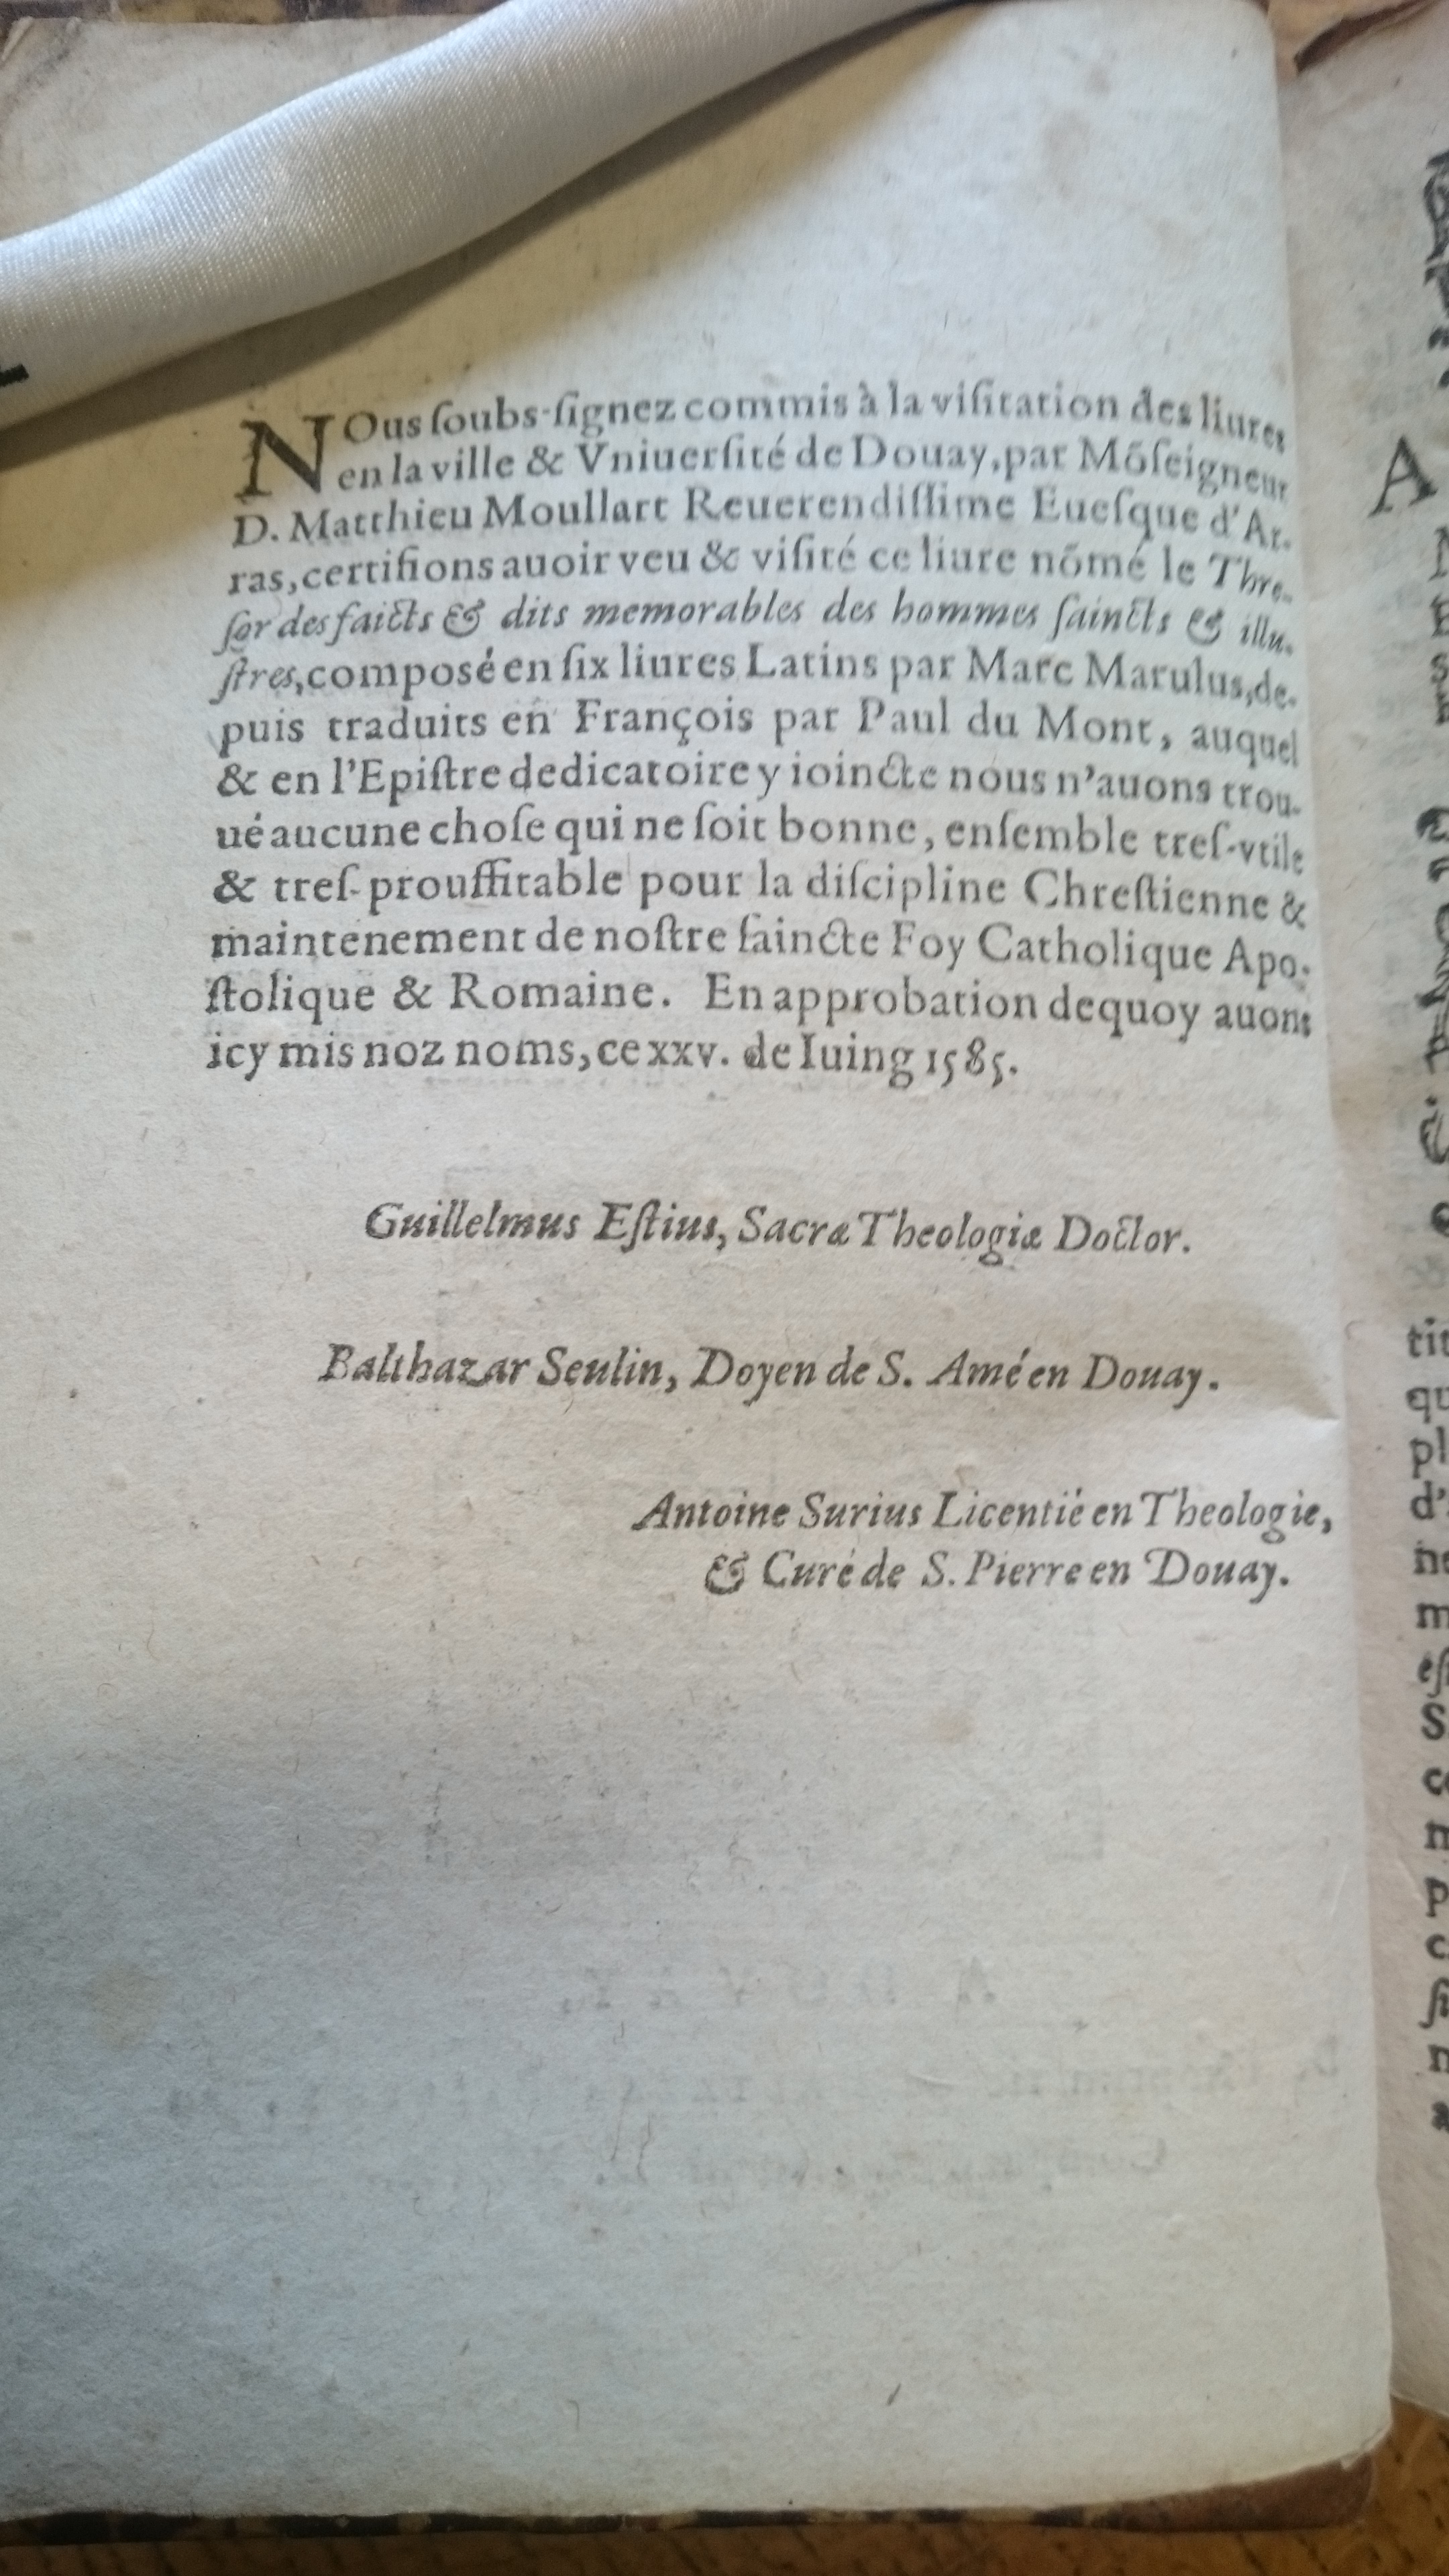 NOus ſoubs-ſignez commis à la viſitation des liures
en la ville & Vniuerſité de Douay, par Mõſeigneur
D. Matthieu Moullart Reuerendiſſime Eueſque d'Ar-
ras, certifions auoir veu & viſité ce liure nõmé le Thre-
ſor des faicts & dits memorables des hommes ſaincts & illu-
ſtres, composé en ſix liures Latins par Marc Marulus, de-
puis traduits en François par Paul du Mont, auquel
& en l'Epiſtre dedicatoire y ioincte nous n'auons trou-
ué aucune choſe qui ne ſoit bonne, enſemble treſ-vtile
& treſ-prouffitable pour la diſcipline Chreſtienne &
maintenement de noſtre ſaincte Foy Catholique Apo-
ſtolique & Romaine. En approbation dequoy auons
icy mis noz noms, ce xxv. de Iuing 1585.
Guillelmus Eſtius, Sacræ Theologiæ Doctor.
Balthazar Seulin, Doyen de S. Amé en Douay.
Antoine Surius Licentié en Theologie,
& Curé de S. Pierre en Douay.
A
tit
qu
pl
d'
ne
m
eſ
S